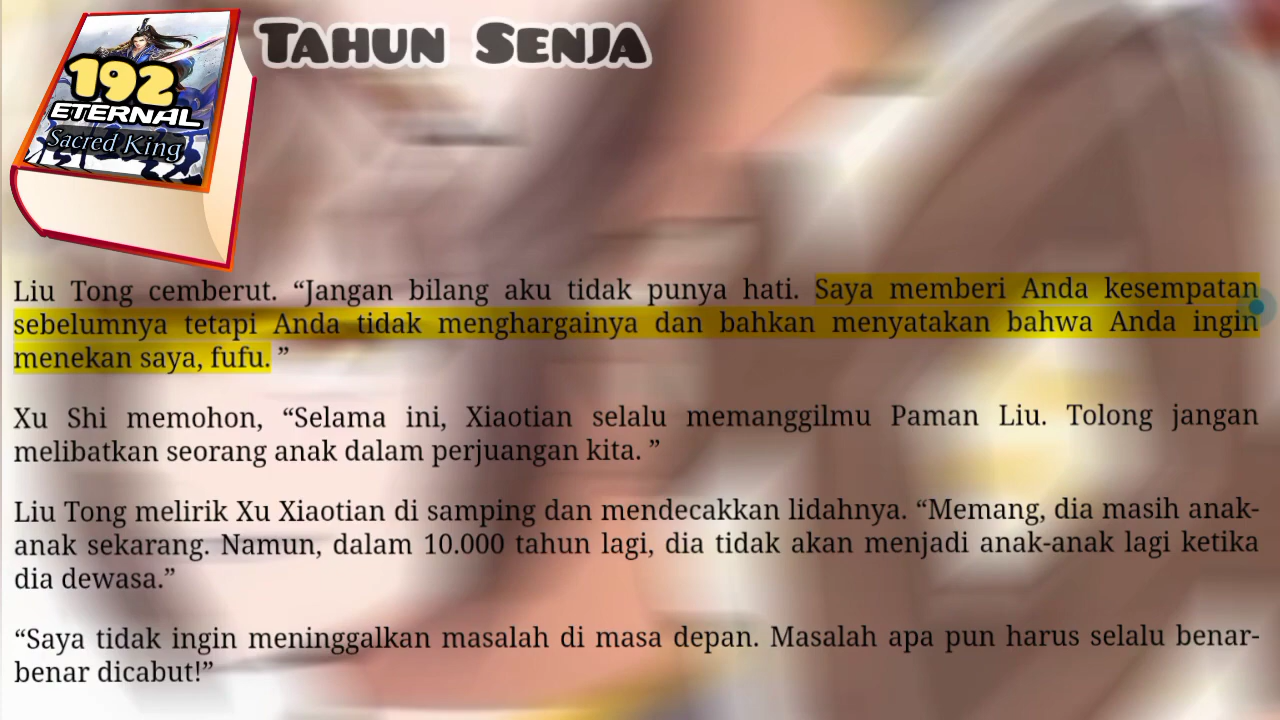 TAHUN SENJA
192
ETERNAL
Sacred King
Liu Tong cemberut. “Jangan bilang aku tidak punya hati. Saya memberi Anda kesempatan
sebelumnya tetapi Anda tidak menghargainya dan bahkan menyatakan bahwa Anda ingin
menekan saya, fufu. ”
Xu Shi memohon, “Selama ini, Xiaotian selalu memanggilmu Paman Liu. Tolong jangan
melibatkan seorang anak dalam perjuangan kita. ”
Liu Tong melirik Xu Xiaotian di samping dan mendecakkan lidahnya. “Memang, dia masih anak-
anak sekarang. Namun, dalam 10.000 tahun lagi, dia tidak akan menjadi anak-anak lagi ketika
dia dewasa.”
“Saya tidak ingin meninggalkan masalah di masa depan. Masalah apa pun harus selalu benar-
benar dicabut!”